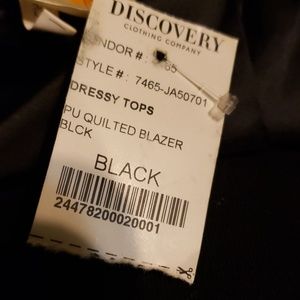 DISCOVERY
CLOTHING COMPANY
STYLE #: 7465-JA50701
DRESSY TOPS
PU QUILTED BLAZER
BLCK
BLACK
24478200020001